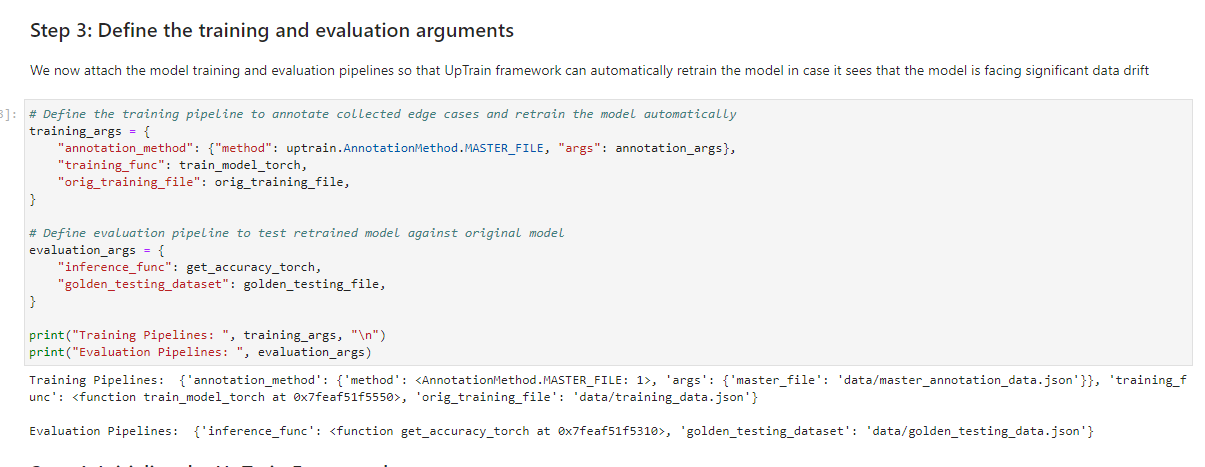 Step 3: Define the training and evaluation arguments
We now attach the model training and evaluation pipelines so that UpTrain framework can automatically retrain the model in case it sees that the model is facing significant data drift
]:
# Define the training pipeline to annotate collected edge cases and retrain the model automatically
training_args = {
    "annotation_method": {"method": uptrain.AnnotationMethod.MASTER_FILE, "args": annotation_args},
    "training_func": train_model_torch,
    "orig_training_file": orig_training_file,
}
# Define evaluation pipeline to test retrained model against original model
evaluation_args = {
    "inference_func": get_accuracy_torch,
    "golden_testing_dataset": golden_testing_file,
}
print("Training Pipelines: ", training_args, "\n")
print("Evaluation Pipelines: ", evaluation_args)
Training Pipelines:  {'annotation_method': {'method': <AnnotationMethod.MASTER_FILE: 1>, 'args': {'master_file': 'data/master_annotation_data.json'}}, 'training_f
unc': <function train_model_torch at 0x7feaf51f5550>, 'orig_training_file': 'data/training_data.json'}
Evaluation Pipelines:  {'inference_func': <function get_accuracy_torch at 0x7feaf51f5310>, 'golden_testing_dataset': 'data/golden_testing_data.json'}